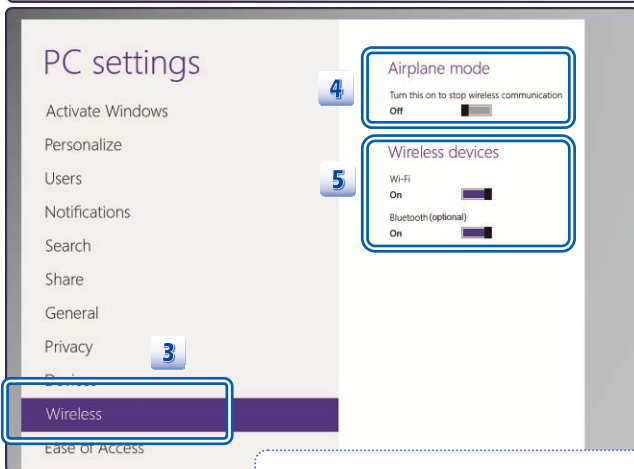 PC settings
Activate Windows
Personalize
Users
Notifications
Search
Share
General
Privacy
3
Devices
Wireless
Ease of Access
4
Airplane mode
Turn this on to stop wireless communication
Off
5
Wireless devices
Wi-Fi
On
Bluetooth (optional)
On